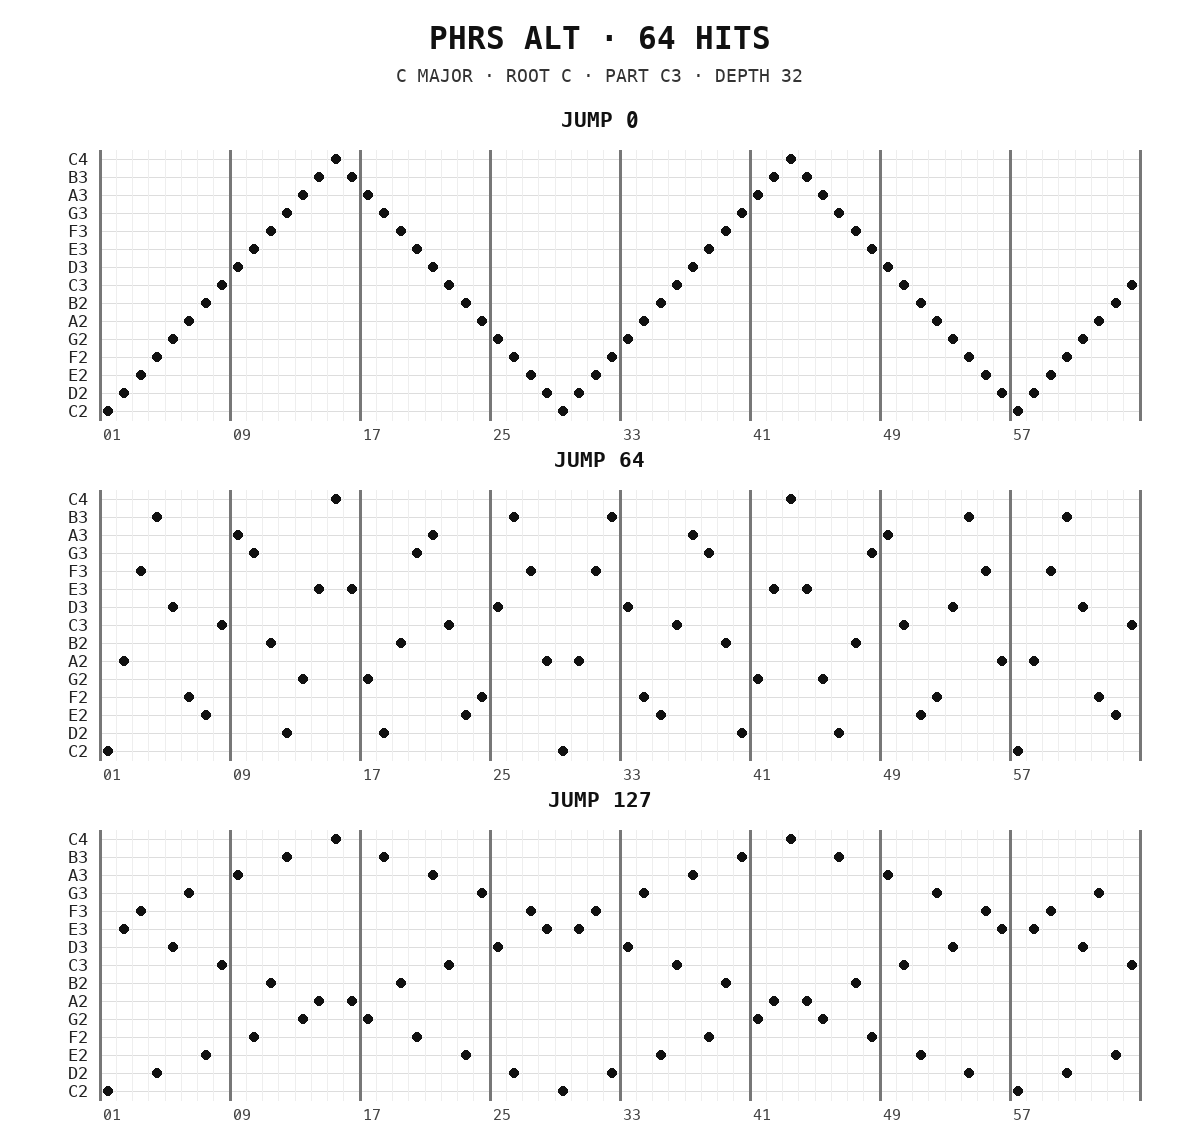 PHRS ALT · 64 HITS
C MAJOR · ROOT C · PART C3 · DEPTH 32
JUMP 0
C4
B3
A3
G3
F3
E3
D3
C3
B2
A2
G2
F2
E2
D2
C2
01 09 17 25 33 41 49 57
JUMP 64
C4
B3
A3
G3
F3
E3
D3
C3
B2
A2
G2
F2
E2
D2
C2
01 09 17 25 33 41 49 57
JUMP 127
C4
B3
A3
G3
F3
E3
D3
C3
B2
A2
G2
F2
E2
D2
C2
01 09 17 25 33 41 49 57